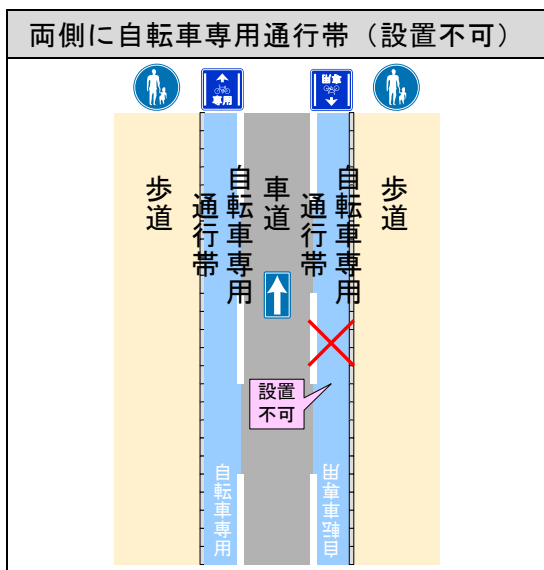 両側に自転車専用通行帯（設置不可）
専用
専用
歩道
自転車専用
通行帯
車道
自転車専用
通行帯
歩道
設置
不可
自転車専用
自転車専用